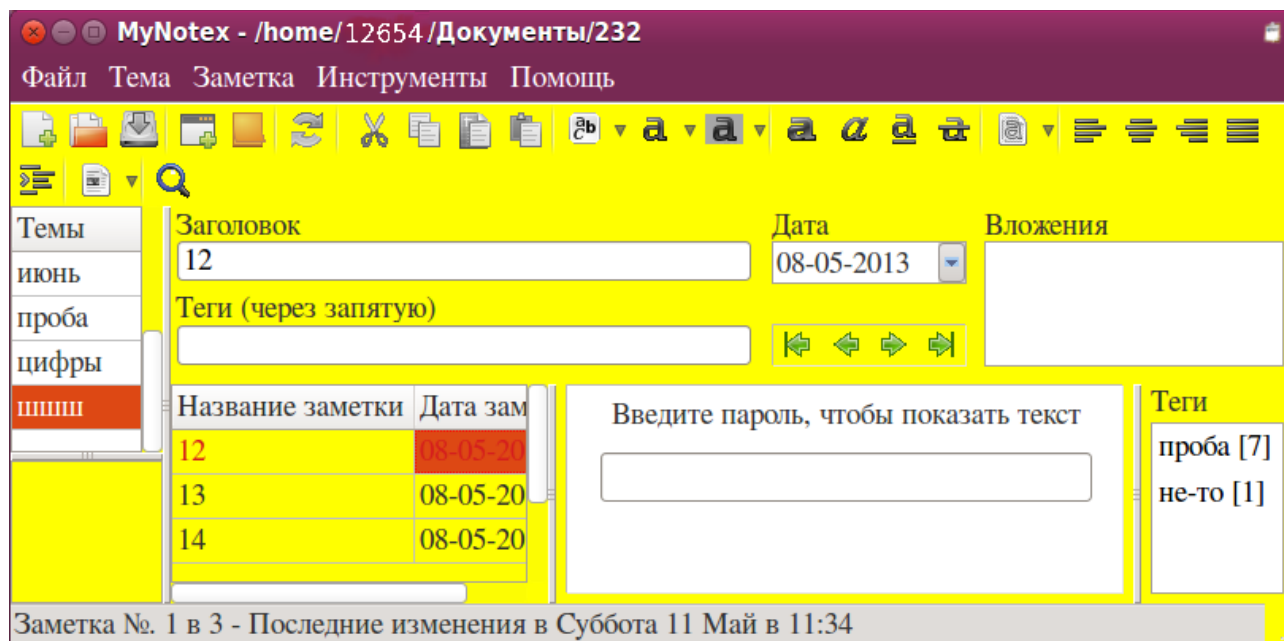 MyNotex - /home/12654/Документы/232
Файл Тема Заметка Инструменты Помощь
Темы
июнь
проба
цифры
шшш
Заголовок
12
Дата
08-05-2013
Вложения
Теги (через запятую)
Название заметки Дата зам
12 08-05-20
13 08-05-20
14 08-05-20
Введите пароль, чтобы показать текст
Теги
проба [7]
не-то [1]
Заметка №. 1 в 3 - Последние изменения в Суббота 11 Май в 11:34